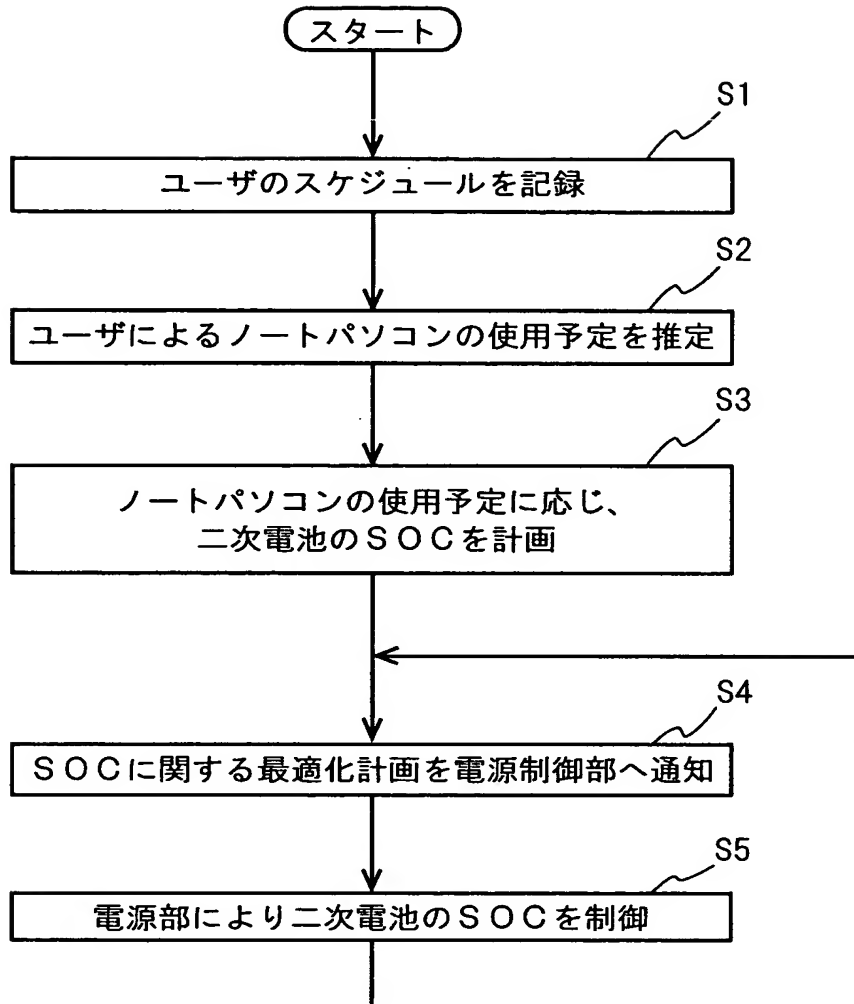 スタート
S1
ユーザのスケジュールを記録
S2
ユーザによるノートパソコンの使用予定を推定
S3
ノートパソコンの使用予定に応じ、
二次電池のSOCを計画
S4
SOCに関する最適化計画を電源制御部へ通知
S5
電源部により二次電池のSOCを制御